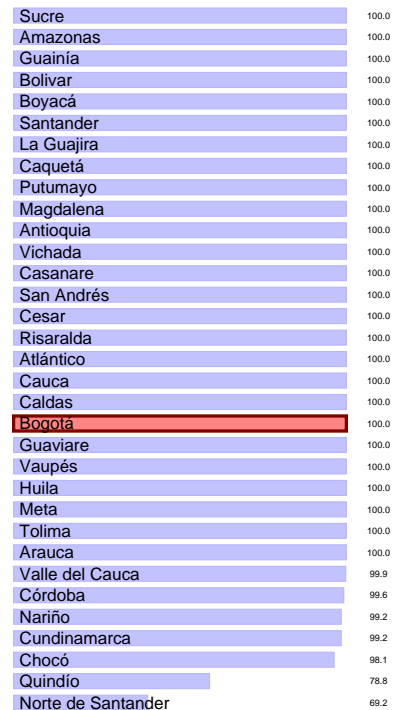 Sucre 100.0
Amazonas 100.0
Guainía 100.0
Bolivar 100.0
Boyacá 100.0
Santander 100.0
La Guajira 100.0
Caquetá 100.0
Putumayo 100.0
Magdalena 100.0
Antioquia 100.0
Vichada 100.0
Casanare 100.0
San Andrés 100.0
Cesar 100.0
Risaralda 100.0
Atlántico 100.0
Cauca 100.0
Caldas 100.0
Bogotá 100.0
Guaviare 100.0
Vaupés 100.0
Huila 100.0
Meta 100.0
Tolima 100.0
Arauca 100.0
Valle del Cauca 99.9
Córdoba 99.6
Nariño 99.2
Cundinamarca 99.2
Chocó 98.1
Quindío 78.8
Norte de Santander 69.2